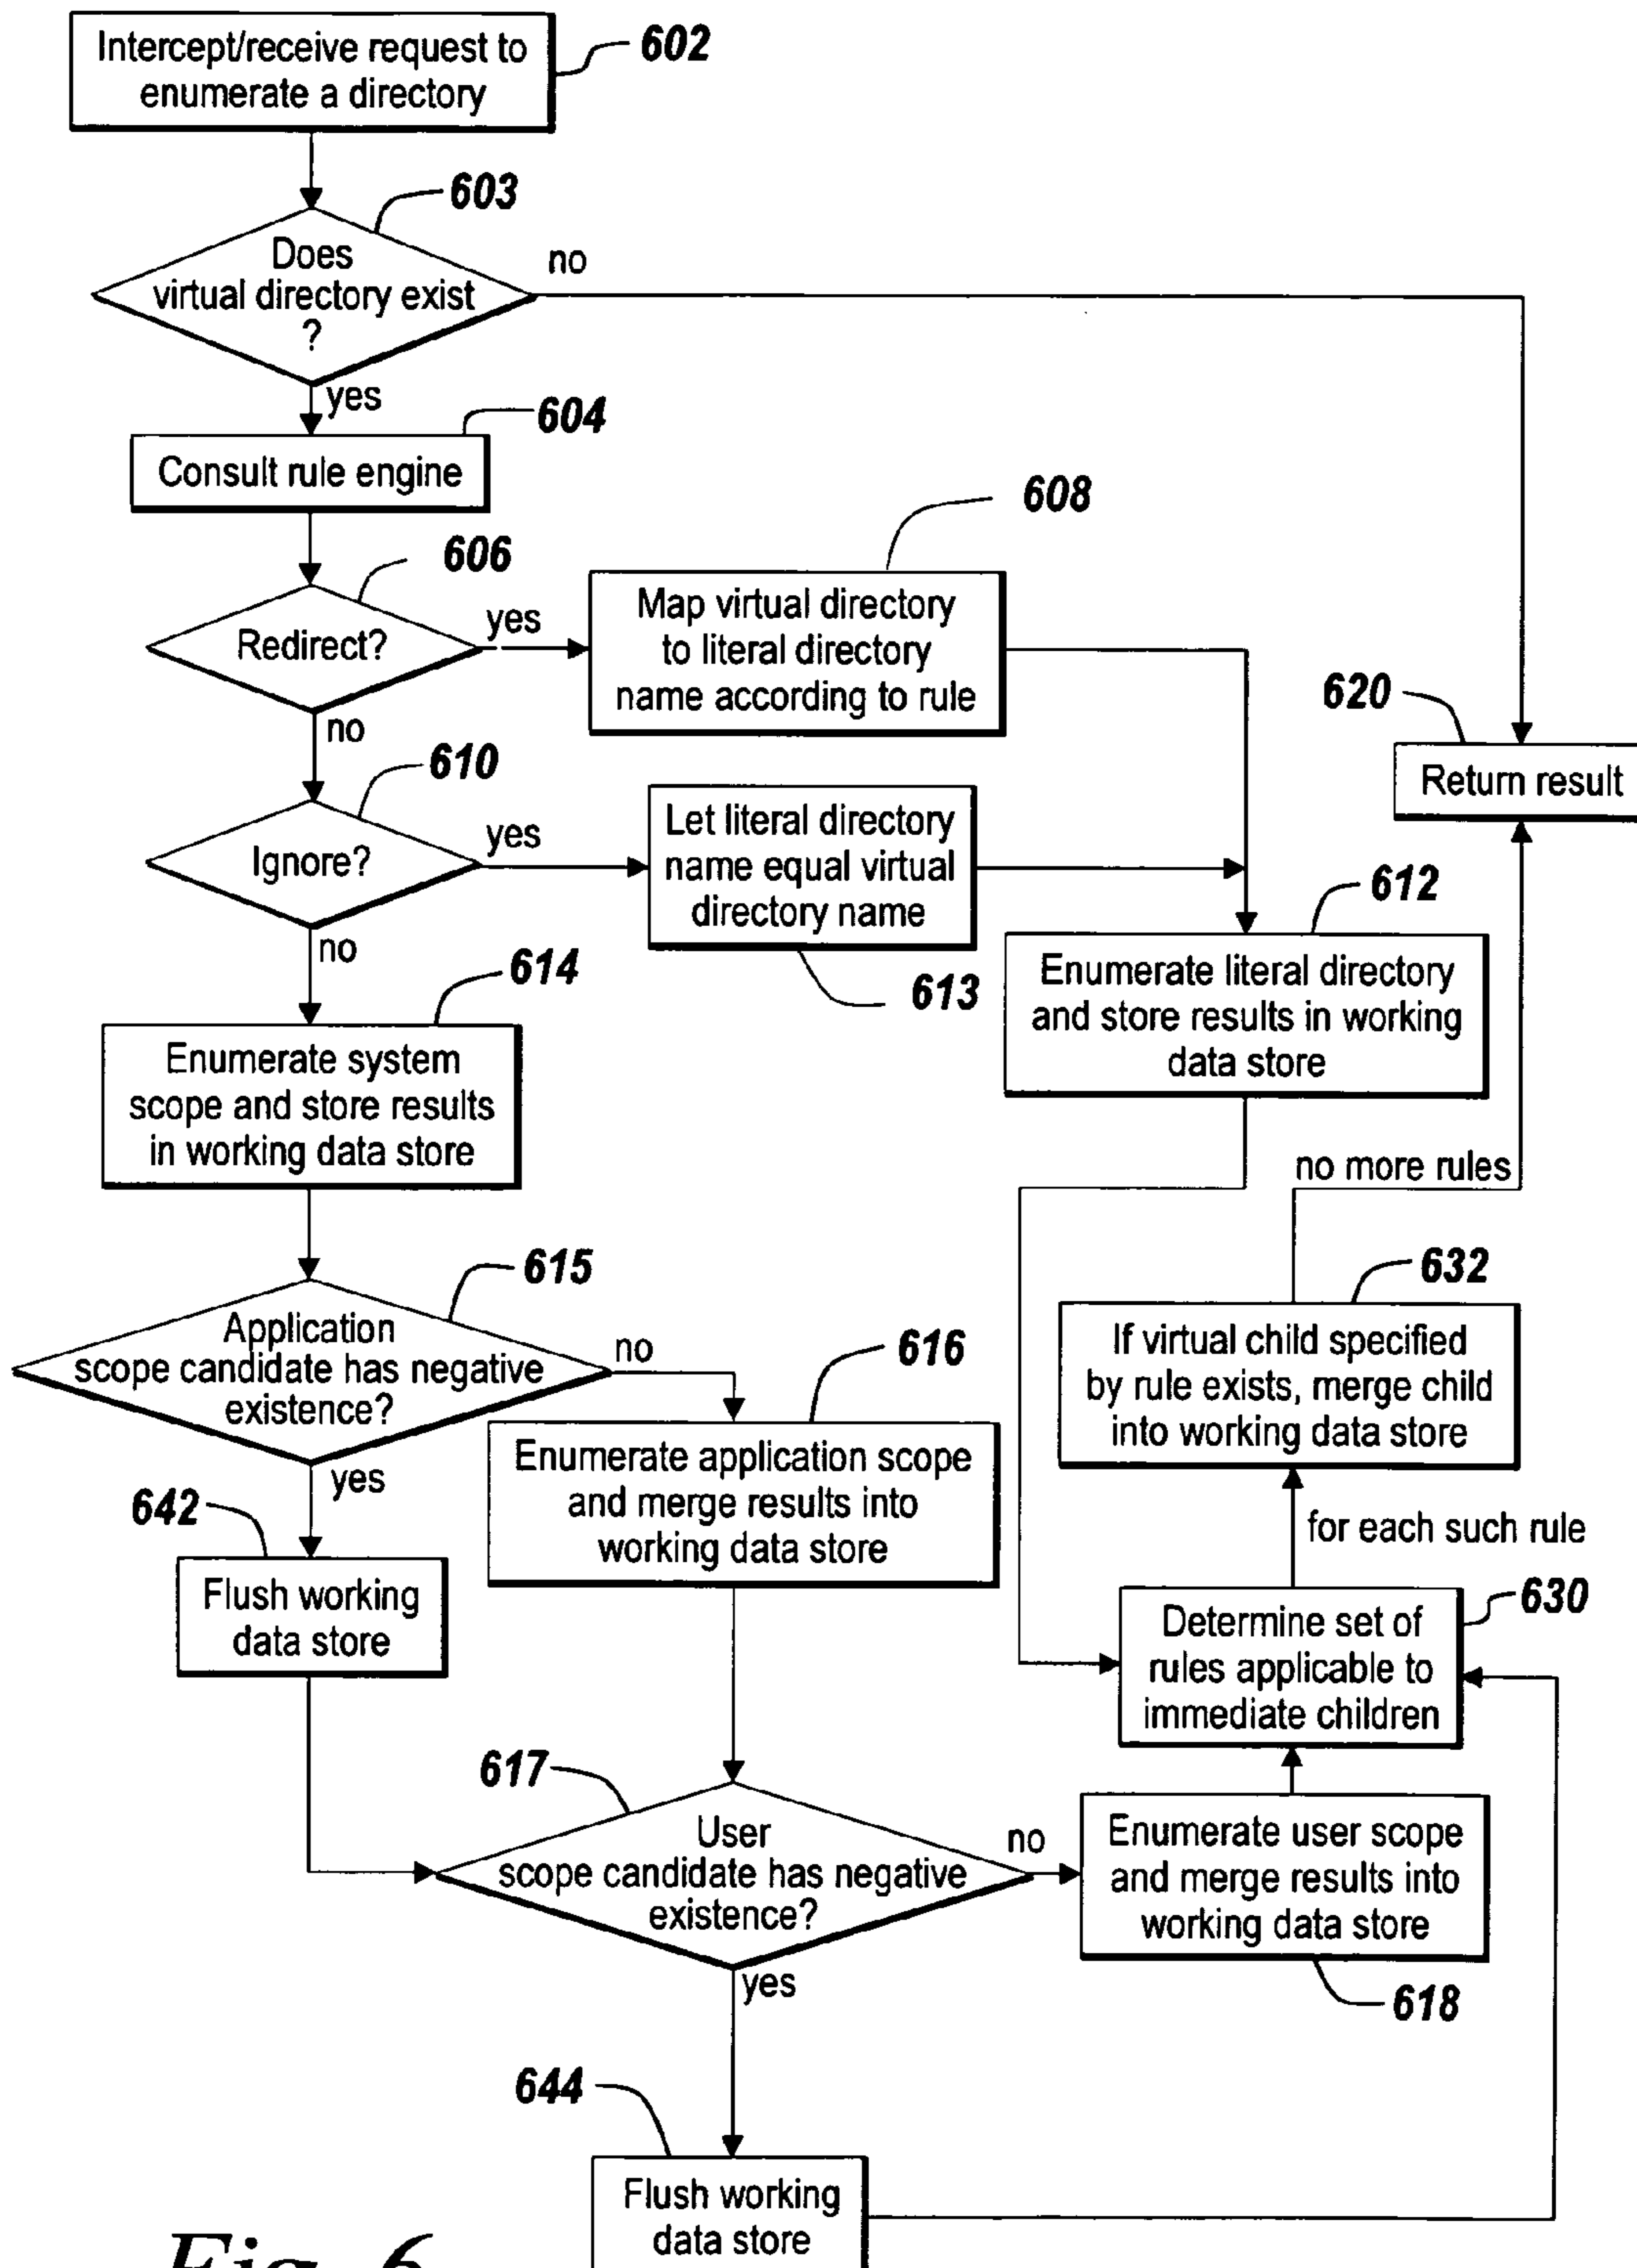 Intercept/receive request to
enumerate a directory
602
603
Does
virtual directory exist
?
no
yes
604
Consult rule engine
608
606
Redirect?
yes
Map virtual directory
to literal directory
name according to rule
no
620
Return result
610
Ignore?
yes
Let literal directory
name equal virtual
directory name
613
no
612
Enumerate literal directory
and store results in working
data store
614
Enumerate system
scope and store results
in working data store
no more rules
615
Application
scope candidate has negative
existence?
no
yes
632
If virtual child specified
by rule exists, merge child
into working data store
616
Enumerate application scope
and merge results into
working data store
642
Flush working
data store
for each such rule
630
Determine set of
rules applicable to
immediate children
617
User
scope candidate has negative
existence?
no
yes
Enumerate user scope
and merge results into
working data store
618
644
Flush working
data store
Fig. 6